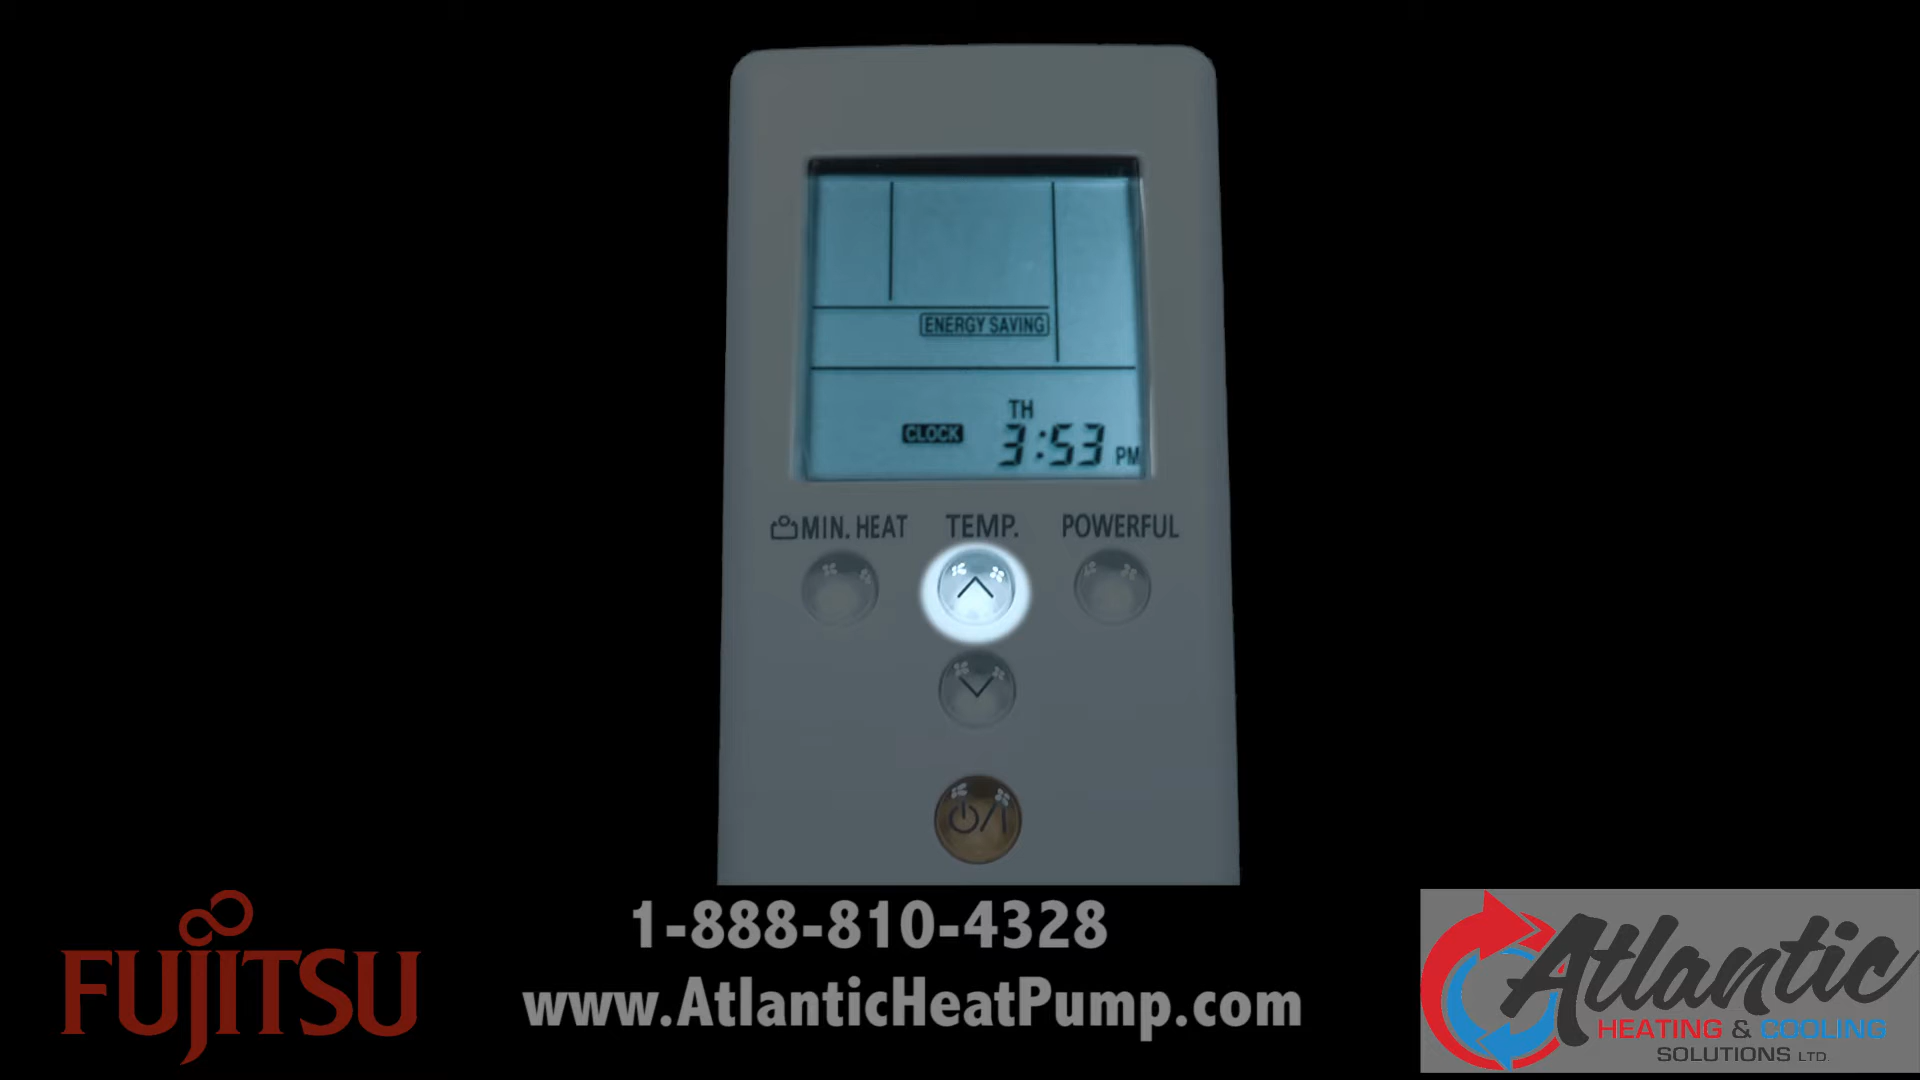 ENERGY SAVING
TH
CLOCK 3:53 PM
MIN. HEAT TEMP. POWERFUL
1-888-810-4328
www.AtlanticHeatPump.com
FUJITSU
Atlantic
HEATING & COOLING
SOLUTIONS LTD.